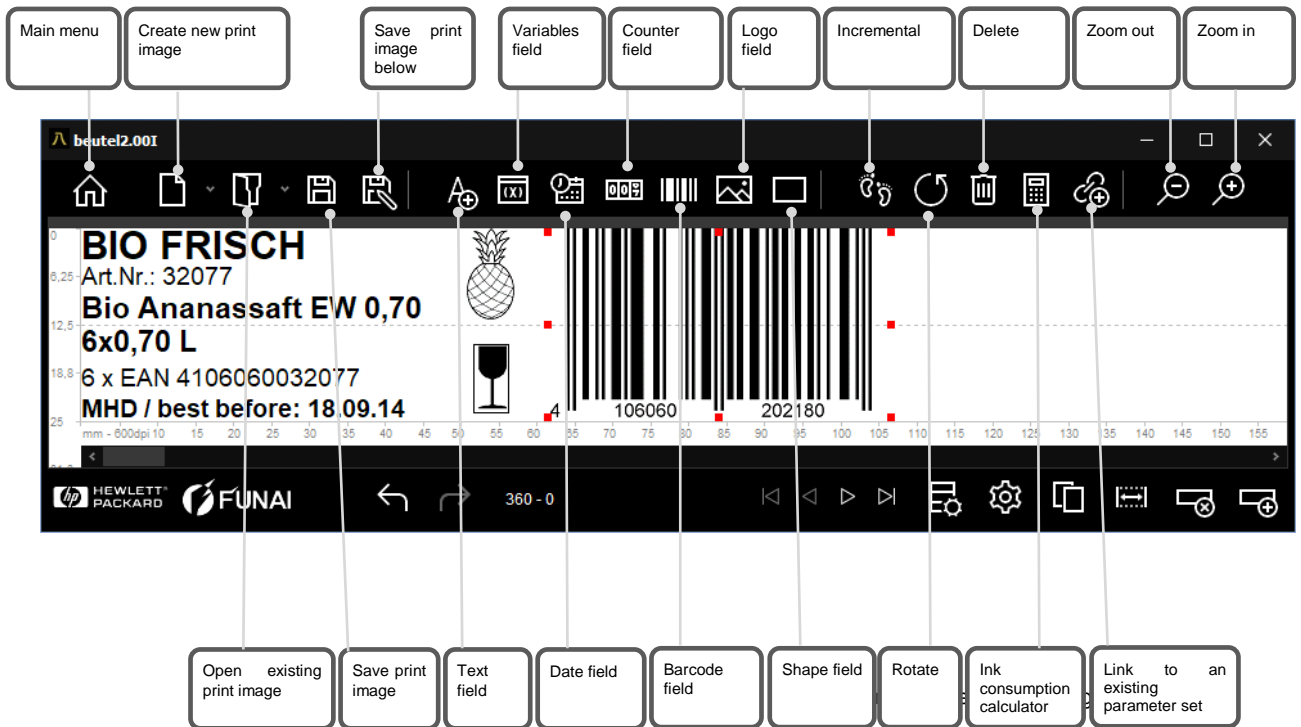 Main menu
Create new print
image
Save print
image
below
Variables
field
Counter
field
Logo
field
Incremental
Delete
Zoom out
Zoom in
beutel2.00I
(X)
0
BIO FRISCH
6,25
Art.Nr.: 32077
Bio Ananassaft EW 0,70
12,5
6x0,70 L
18,8
6 x EAN 4106060032077
MHD / best before: 18.09.14
4 106060 202180
25
mm - 600dpi 10 15 20 25 30 35 40 45 50 55 60 65 70 75 80 85 90 95 100 105 110 115 120 125 130 135 140 145 150 155
hp HEWLETT
PACKARD
FUNAI
360 - 0
Open existing
print image
Save print
image
Text
field
Date field
Barcode
field
Shape field
Rotate
Ink
consumption
calculator
Link to an
existing
parameter set